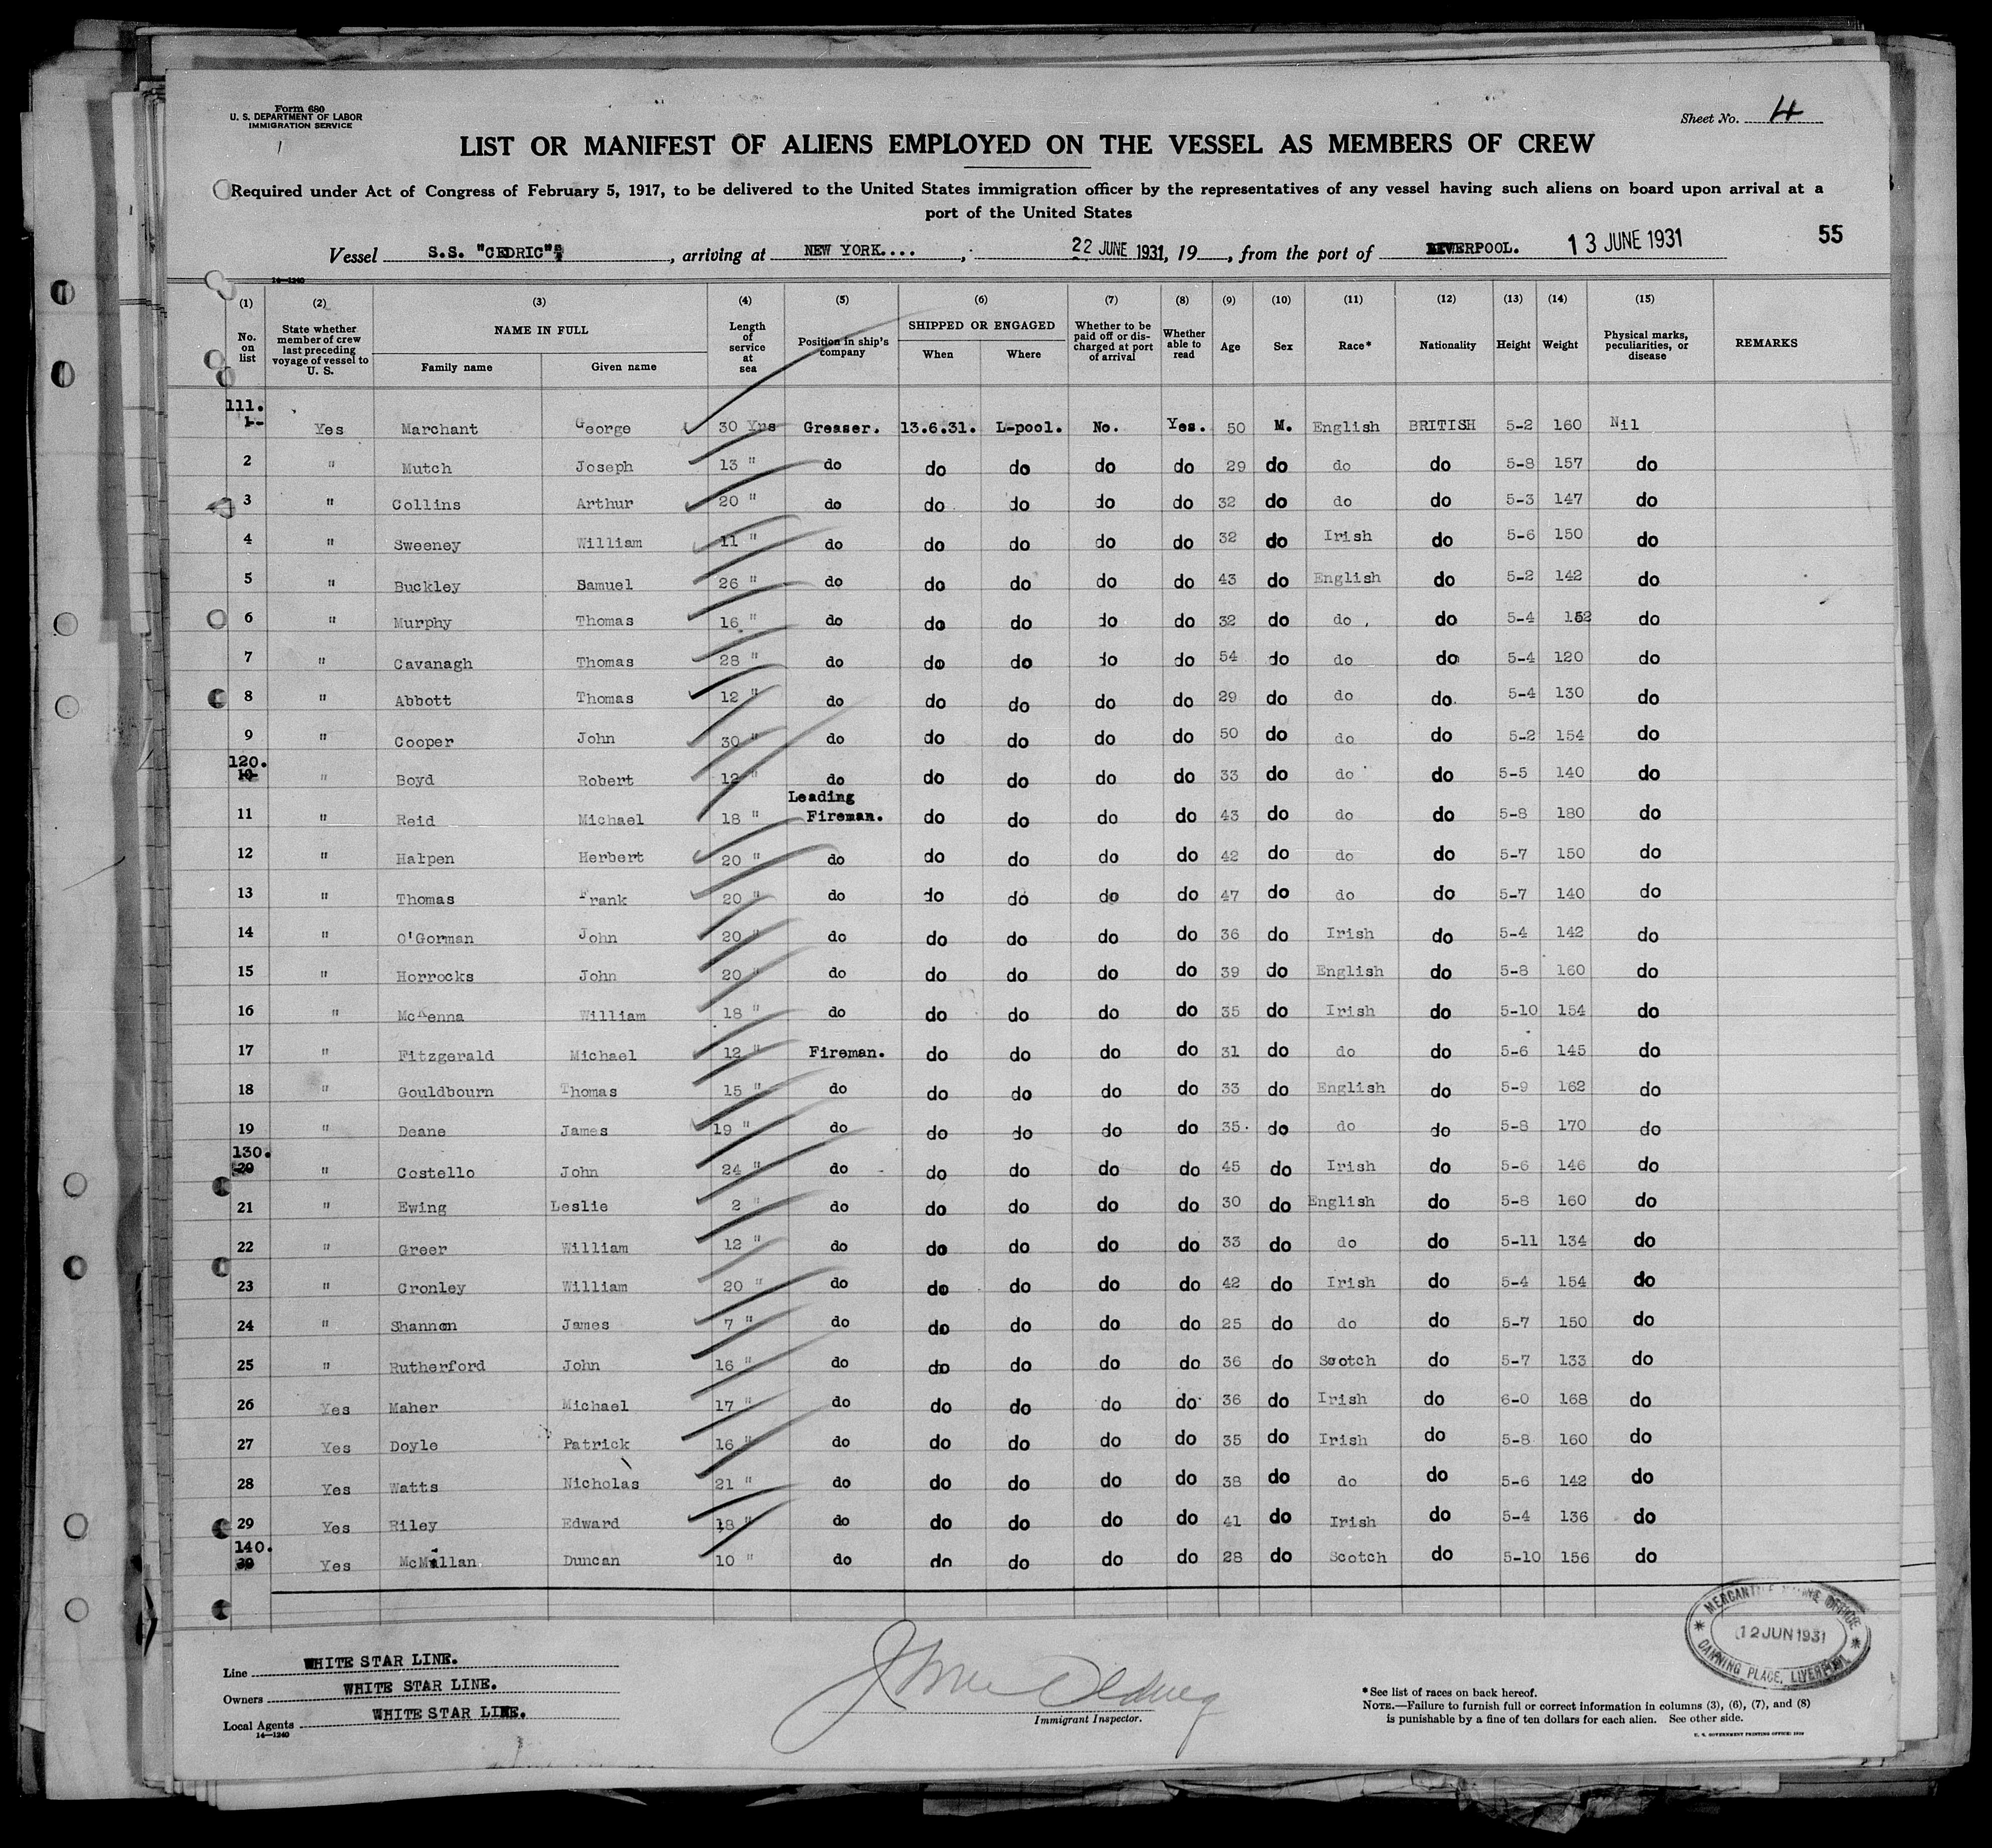 Form 680
U. S. DEPARTMENT OF LABOR
IMMIGRATION SERVICE
Sheet No. 4
LIST OR MANIFEST OF ALIENS EMPLOYED ON THE VESSEL AS MEMBERS OF CREW
Required under Act of Congress of February 5, 1917, to be delivered to the United States immigration officer by the representatives of any vessel having such aliens on board upon arrival at a
port of the United States
55
Vessel S.S. "CEDRIC", arriving at NEW YORK...., 22 JUNE 1931, 19, from the port of LIVERPOOL. 13 JUNE 1931
14—1240
(1) No. on list (2) State whether member of crew last preceding voyage of vessel to U. S. (3) NAME IN FULL Family name Given name (4) Length of service at sea (5) Position in ship's company (6) SHIPPED OR ENGAGED When Where (7) Whether to be paid off or discharged at port of arrival (8) Whether able to read (9) Age (10) Sex (11) Race* (12) Nationality (13) Height (14) Weight (15) Physical marks, peculiarities, or disease REMARKS
111. 1 Yes Marchant George 30 Yrs Greaser. 13.6.31. L-pool. No. Yes. 50 M. English BRITISH 5-2 160 Nil
2 " Mutch Joseph 13 " do do do do do 29 do do do 5-8 157 do
3 " Collins Arthur 20 " do do do do do 32 do do do 5-3 147 do
4 " Sweeney William 11 " do do do do do 32 do Irish do 5-6 150 do
5 " Buckley Samuel 26 " do do do do do 43 do English do 5-2 142 do
6 " Murphy Thomas 16 " do do do do do 32 do do do 5-4 152 do
7 " Cavanagh Thomas 28 " do do do do do 54 do do do 5-4 120 do
8 " Abbott Thomas 12 " do do do do do 29 do do do 5-4 130 do
9 " Cooper John 30 " do do do do do 50 do do do 5-2 154 do
120. 10 " Boyd Robert 12 " do do do do do 33 do do do 5-5 140 do
11 " Reid Michael 18 " Leading Fireman. do do do do 43 do do do 5-8 180 do
12 " Halpen Herbert 20 " do do do do do 42 do do do 5-7 150 do
13 " Thomas Frank 20 " do do do do do 47 do do do 5-7 140 do
14 " O'Gorman John 20 " do do do do do 36 do Irish do 5-4 142 do
15 " Horrocks John 20 " do do do do do 39 do English do 5-8 160 do
16 " McKenna William 18 " do do do do do 35 do Irish do 5-10 154 do
17 " Fitzgerald Michael 12 " Fireman. do do do do 31 do do do 5-6 145 do
18 " Gouldbourn Thomas 15 " do do do do do 33 do English do 5-9 162 do
19 " Deane James 19 " do do do do do 35 do do do 5-8 170 do
130. 20 " Costello John 24 " do do do do do 45 do Irish do 5-6 146 do
21 " Ewing Leslie 2 " do do do do do 30 do English do 5-8 160 do
22 " Greer William 12 " do do do do do 33 do do do 5-11 134 do
23 " Cronley William 20 " do do do do do 42 do Irish do 5-4 154 do
24 " Shannon James 7 " do do do do do 25 do do do 5-7 150 do
25 " Rutherford John 16 " do do do do do 36 do Scotch do 5-7 133 do
26 Yes Maher Michael 17 " do do do do do 36 do Irish do 6-0 168 do
27 Yes Doyle Patrick 16 " do do do do do 35 do Irish do 5-8 160 do
28 Yes Watts Nicholas 21 " do do do do do 38 do do do 5-6 142 do
29 Yes Riley Edward 18 " do do do do do 41 do Irish do 5-4 136 do
140. 30 Yes McMillan Duncan 10 " do do do do do 28 do Scotch do 5-10 156 do
MERCANTILE MARINE OFFICE
12 JUN 1931
CANNING PLACE, LIVERPOOL
Line WHITE STAR LINE.
Owners WHITE STAR LINE.
Local Agents WHITE STAR LINE.
14—1240
Immigrant Inspector.
*See list of races on back hereof.
NOTE.—Failure to furnish full or correct information in columns (3), (6), (7), and (8)
is punishable by a fine of ten dollars for each alien. See other side.